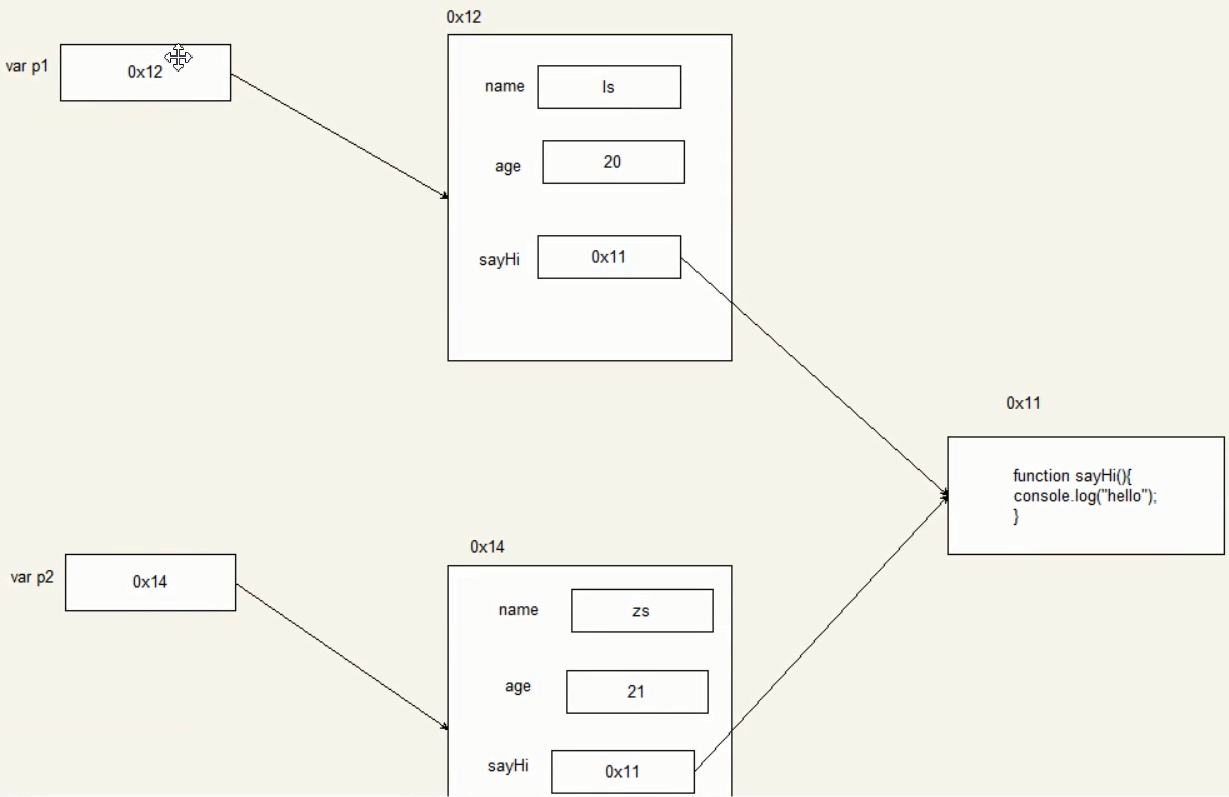 0x12
var p1
0x12
name
ls
age
20
sayHi
0x11
0x11
function sayHi(){
console.log("hello");
}
0x14
var p2
0x14
name
zs
age
21
sayHi
0x11